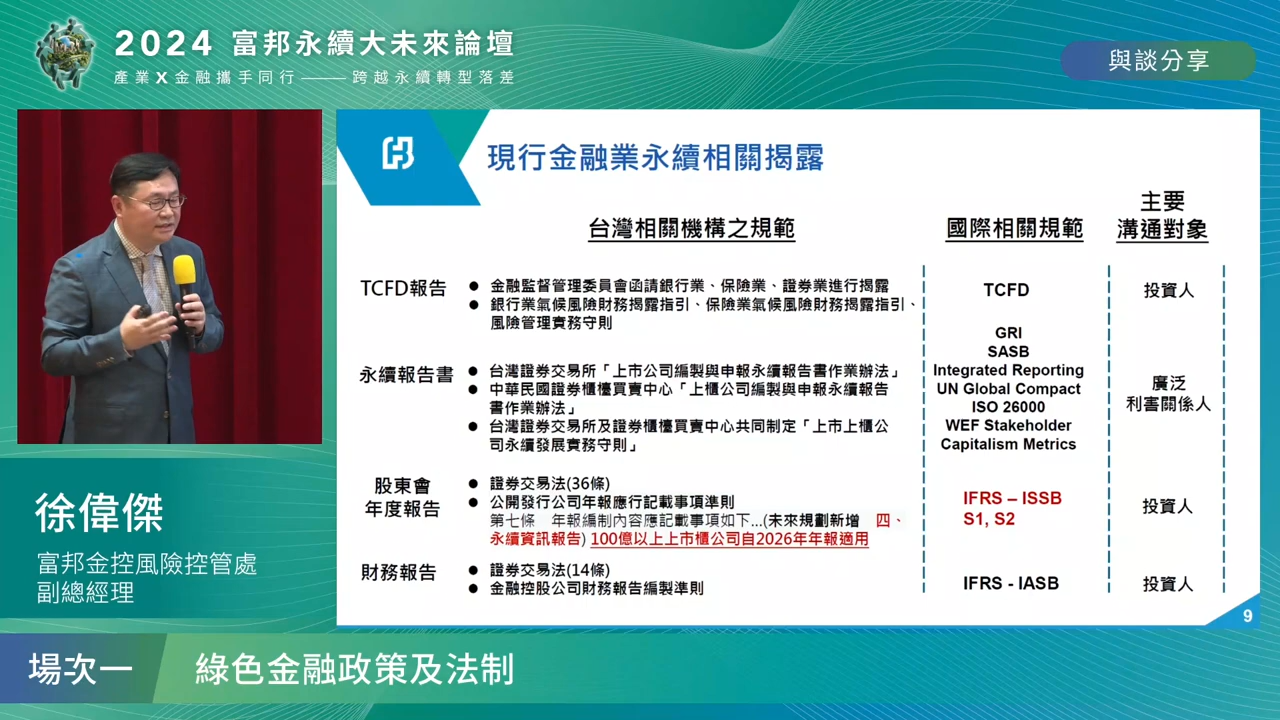 2024 富邦永續大未來論壇
產業X金融攜手同行——跨越永續轉型落差
與談分享
現行金融業永續相關揭露
台灣相關機構之規範
國際相關規範
主要
溝通對象
TCFD報告
● 金融監督管理委員會函請銀行業、保險業、證券業進行揭露
● 銀行業氣候風險財務揭露指引、保險業氣候風險財務揭露指引、
風險管理實務守則
TCFD
投資人
永續報告書
● 台灣證券交易所「上市公司編製與申報永續報告書作業辦法」
● 中華民國證券櫃檯買賣中心「上櫃公司編製與申報永續報告
書作業辦法」
● 台灣證券交易所及證券櫃檯買賣中心共同制定「上市上櫃公
司永續發展實務守則」
GRI
SASB
Integrated Reporting
UN Global Compact
ISO 26000
WEF Stakeholder
Capitalism Metrics
廣泛
利害關係人
股東會
年度報告
● 證券交易法(36條)
● 公開發行公司年報應行記載事項準則
第七條 年報編制內容應記載事項如下...(未來規劃新增 四、
永續資訊報告) 100億以上上市櫃公司自2026年年報適用
IFRS – ISSB
S1, S2
投資人
財務報告
● 證券交易法(14條)
● 金融控股公司財務報告編製準則
IFRS - IASB
投資人
9
徐偉傑
富邦金控風險控管處
副總經理
場次一
綠色金融政策及法制